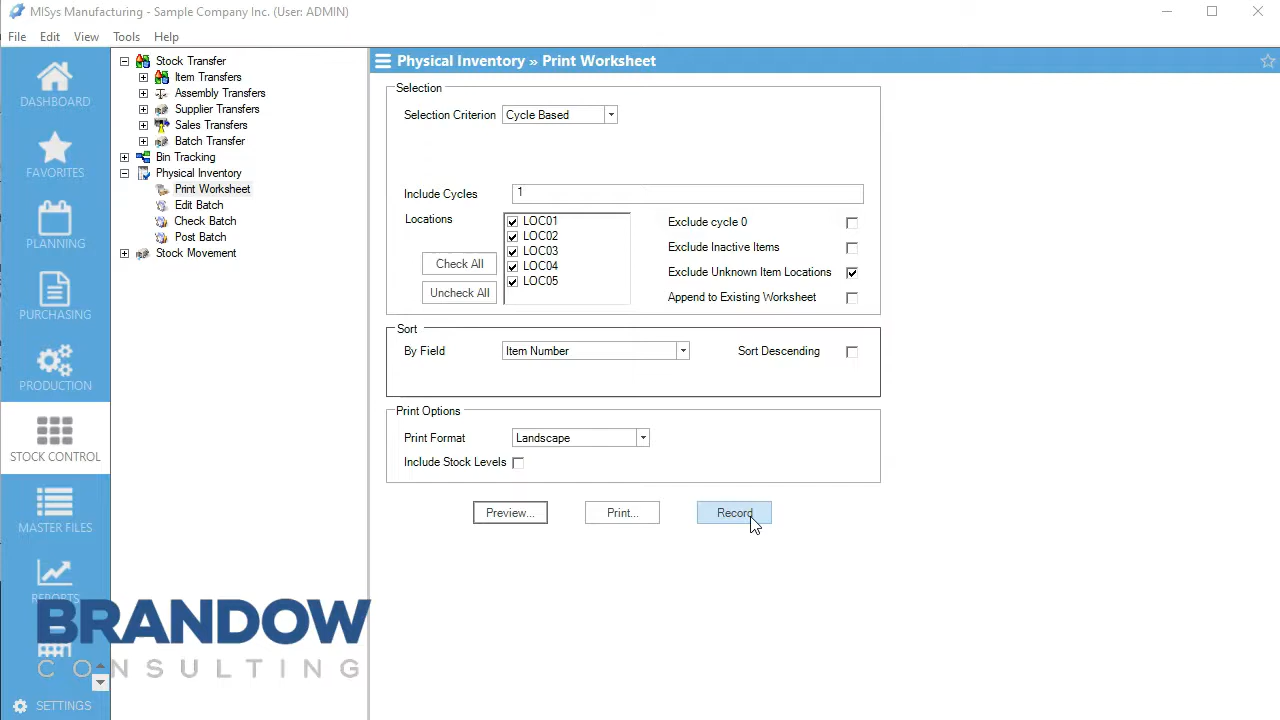 MISys Manufacturing - Sample Company Inc. (User: ADMIN)
File Edit View Tools Help
DASHBOARD
FAVORITES
PLANNING
PURCHASING
PRODUCTION
STOCK CONTROL
MASTER FILES
REPORTS
SETTINGS
Stock Transfer
Item Transfers
Assembly Transfers
Supplier Transfers
Sales Transfers
Batch Transfer
Bin Tracking
Physical Inventory
Print Worksheet
Edit Batch
Check Batch
Post Batch
Stock Movement
Physical Inventory » Print Worksheet
Selection
Selection Criterion Cycle Based
Include Cycles 1
Locations
LOC01
LOC02
LOC03
LOC04
LOC05
Check All
Uncheck All
Exclude cycle 0
Exclude Inactive Items
Exclude Unknown Item Locations
Append to Existing Worksheet
Sort
By Field Item Number Sort Descending
Print Options
Print Format Landscape
Include Stock Levels
Preview... Print... Record
BRANDOW
CONSULTING